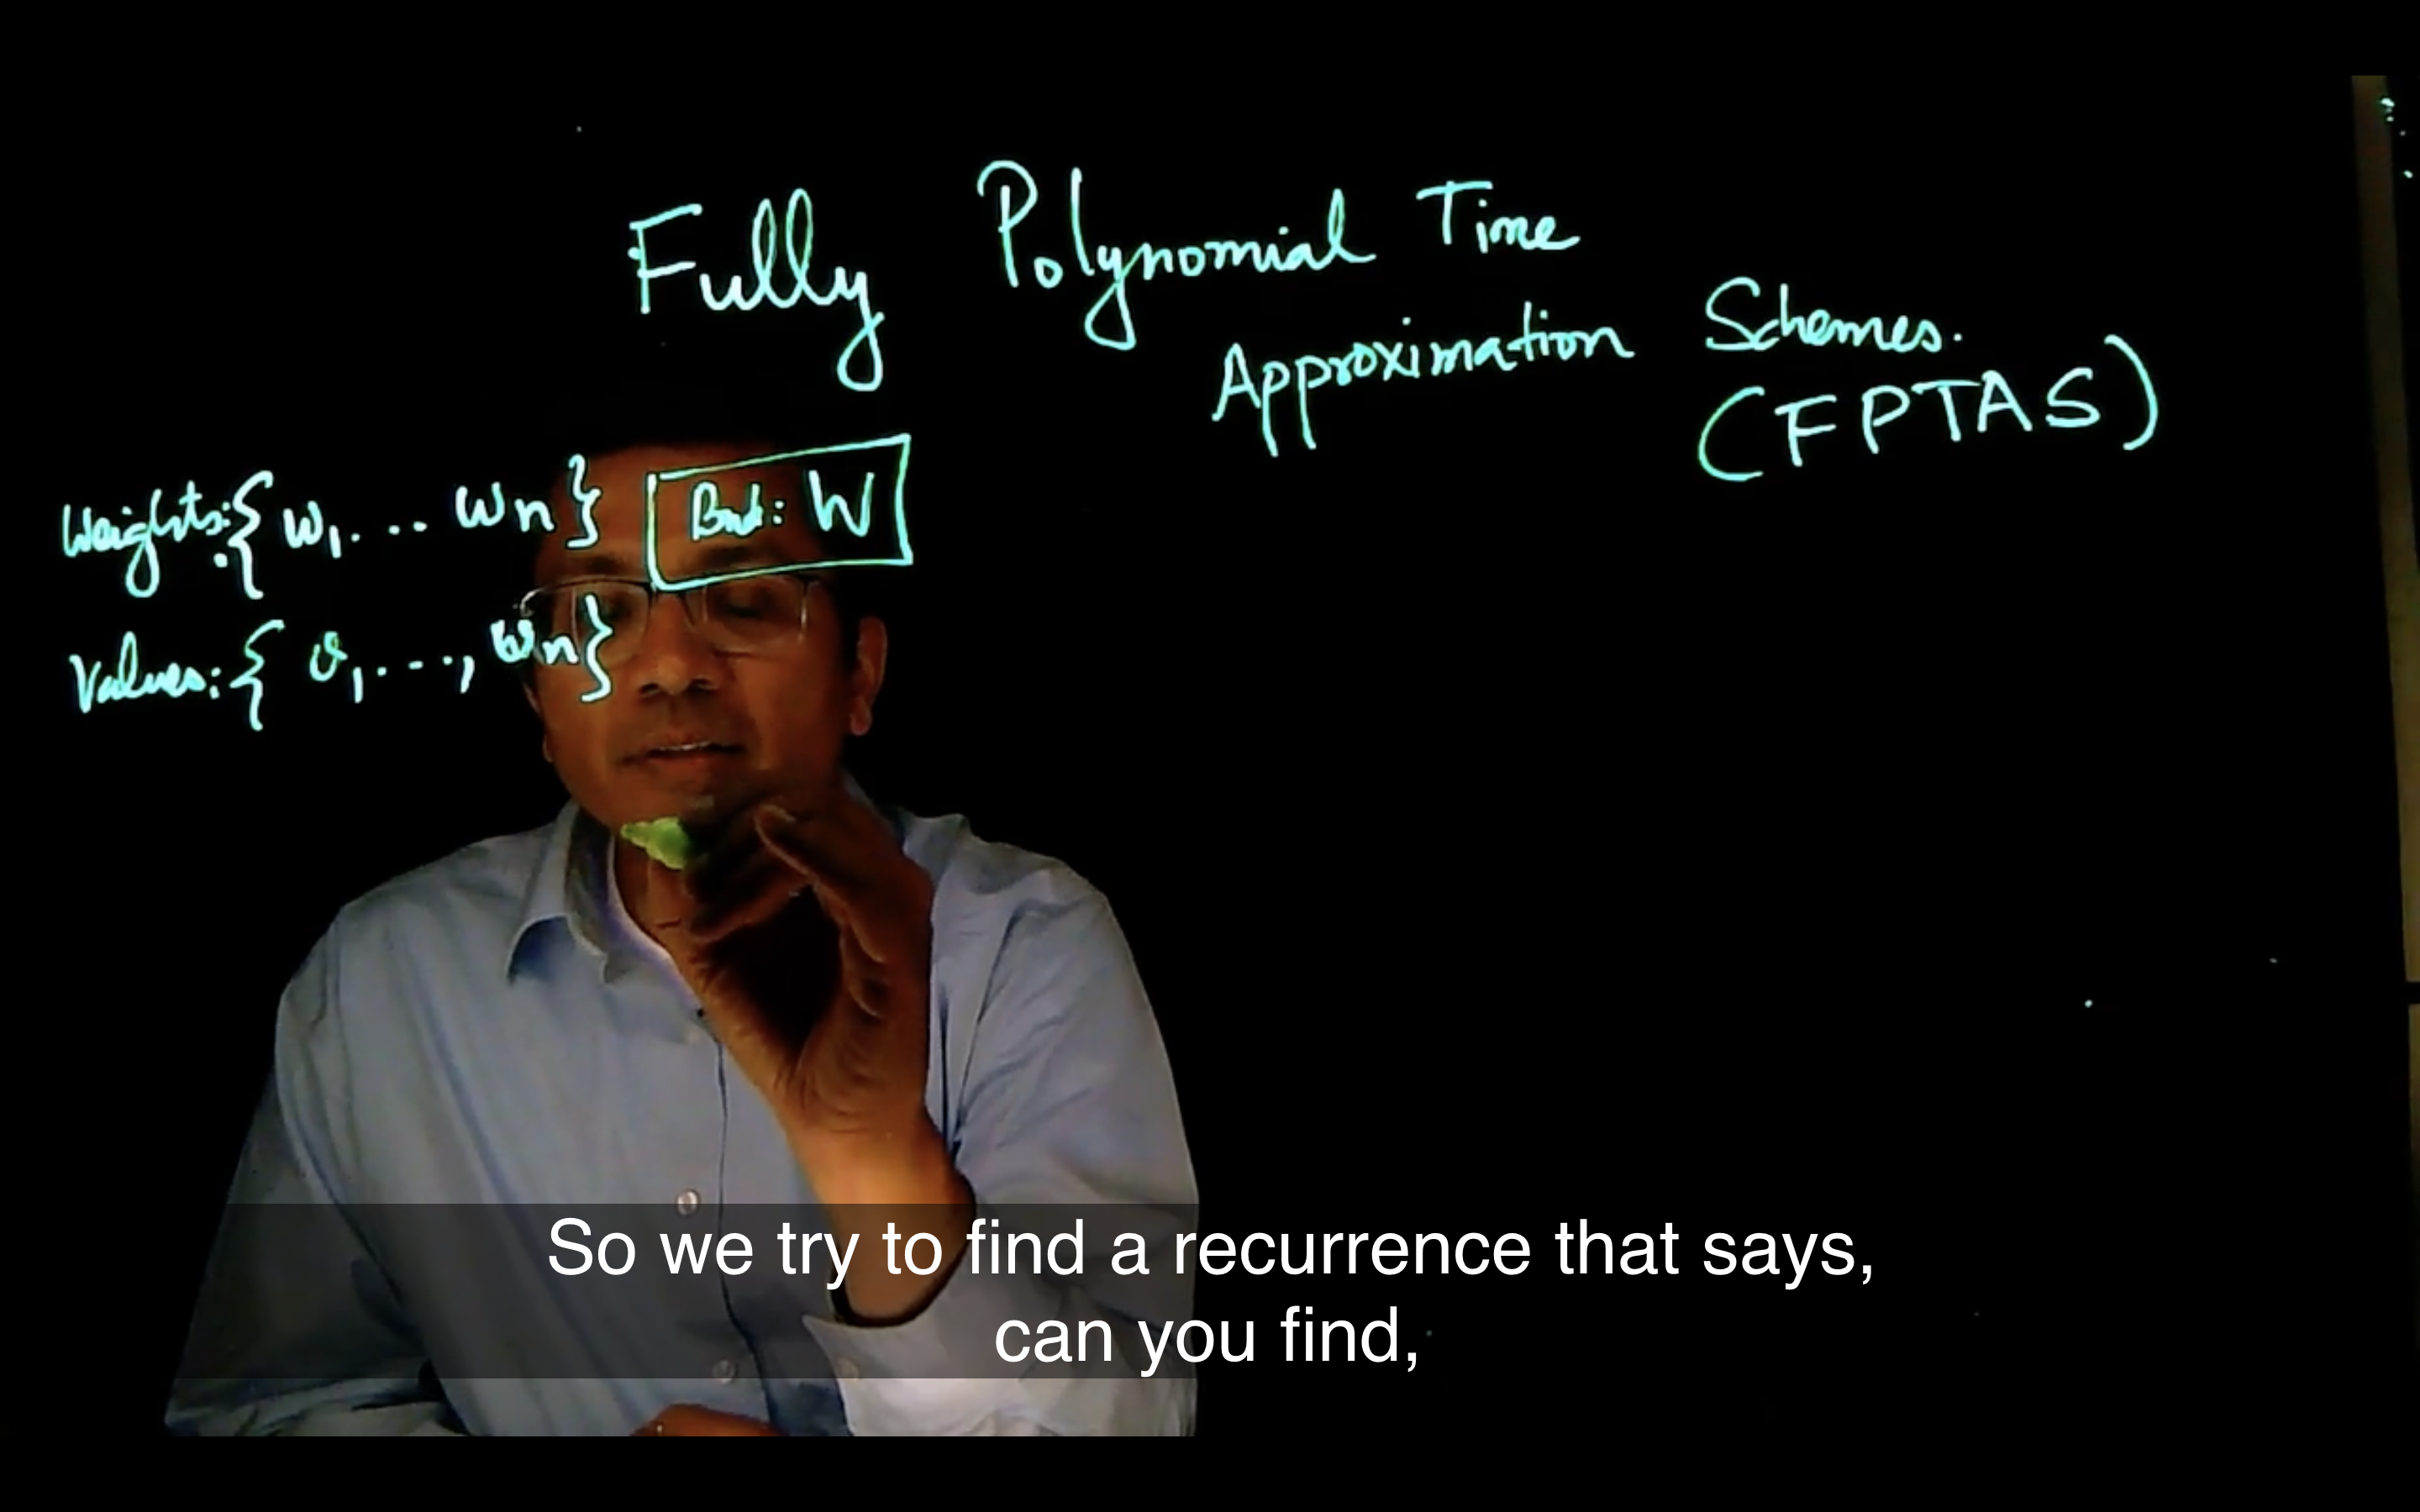 Fully Polynomial Time
Approximation Schemes.
(FPTAS)
Weights: { w₁ . . . wn } Bnd: W
Values: { v₁ . . . , wn }
So we try to find a recurrence that says,
can you find,